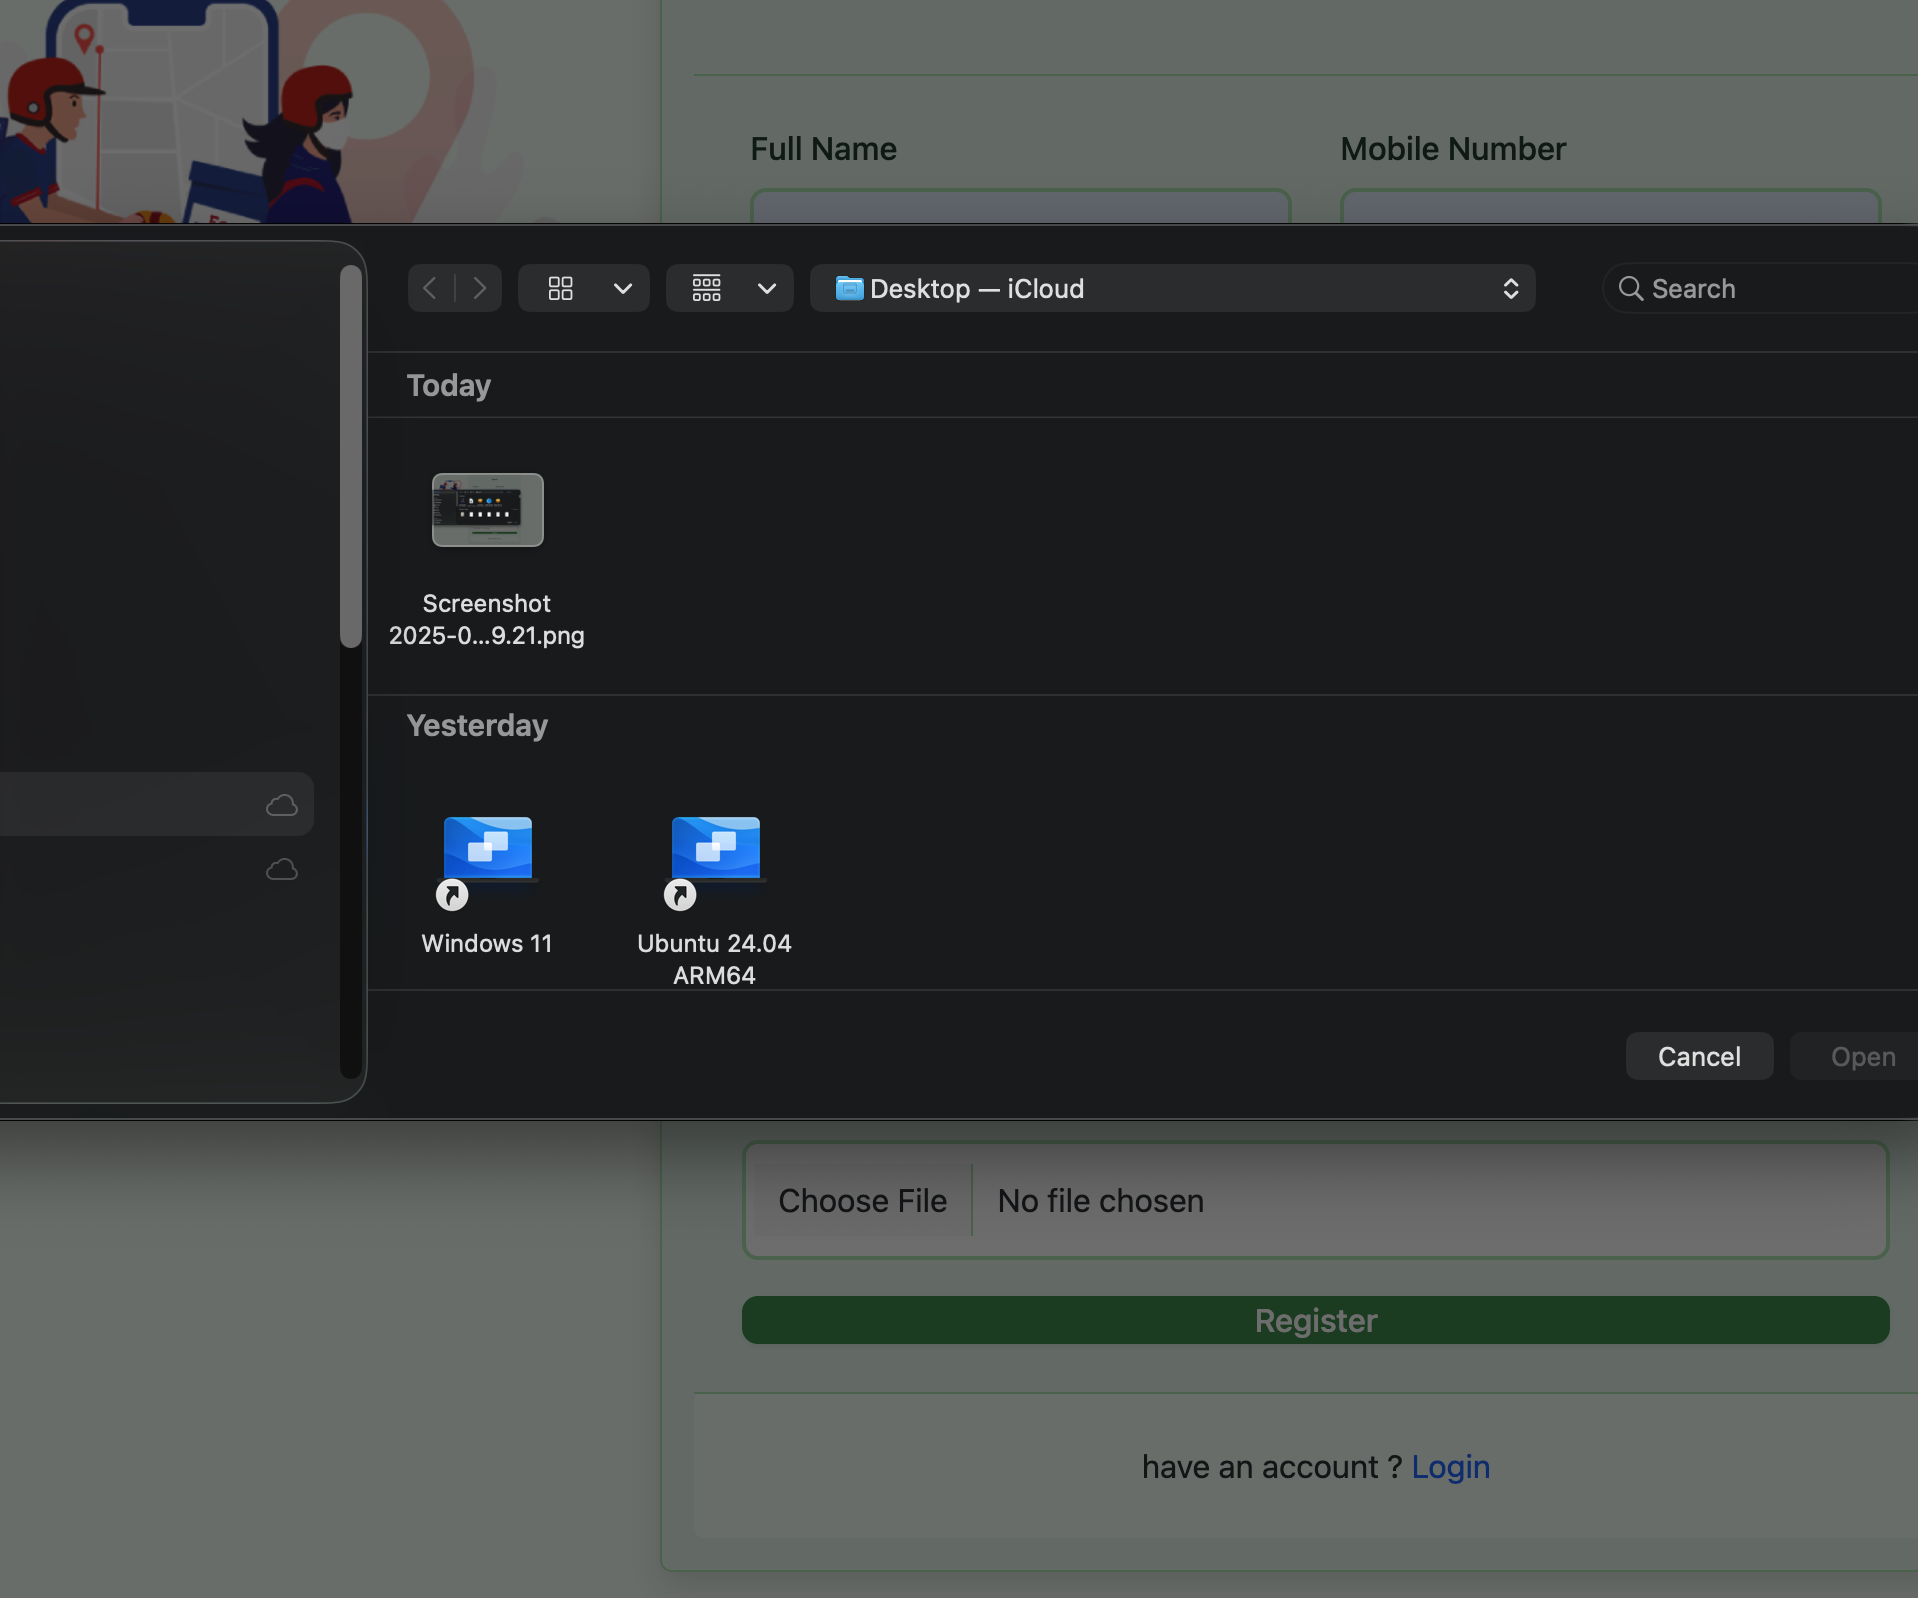 Full Name
Mobile Number
Desktop — iCloud
Search
Today
Screenshot
2025-0...9.21.png
Yesterday
Windows 11
Ubuntu 24.04
ARM64
Cancel
Open
Choose File
No file chosen
Register
have an account ? Login